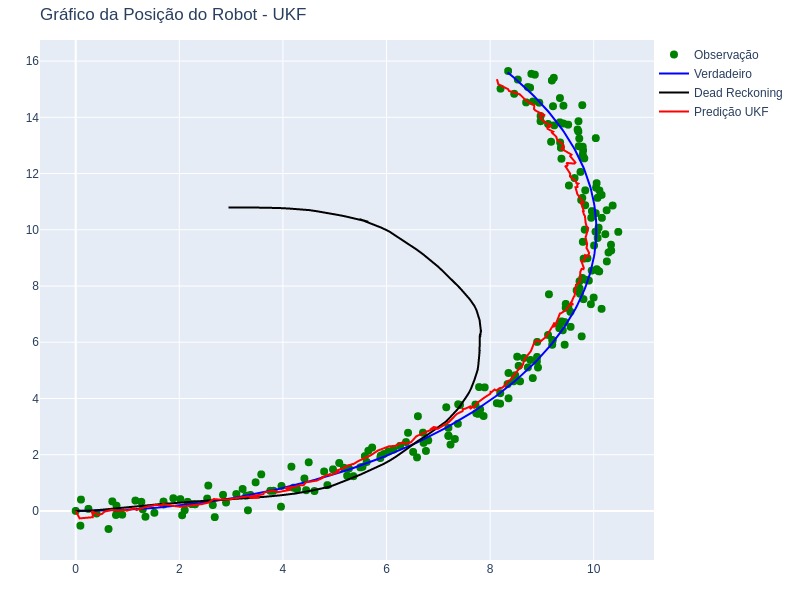 Gráfico da Posição do Robot - UKF
Observação
Verdadeiro
Dead Reckoning
Predição UKF
16
14
12
10
8
6
4
2
0
0 2 4 6 8 10